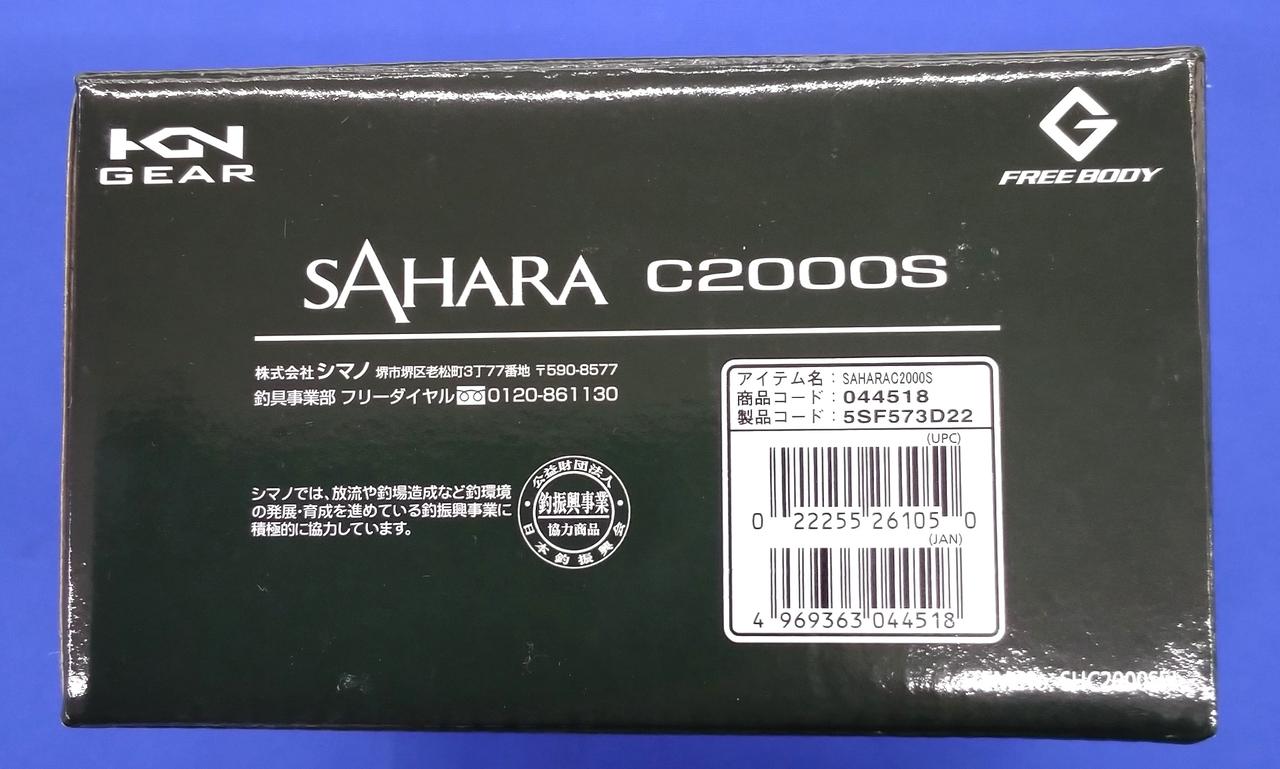 HGN
GEAR
G
FREE BODY
SAHARA C2000S
株式会社シマノ 堺市堺区老松町3丁77番地 〒590-8577
釣具事業部 フリーダイヤル 0120-861130
シマノでは、放流や釣場造成など釣環境
の発展・育成を進めている釣振興事業に
積極的に協力しています。
公益財団法人
釣振興事業
協力商品
日本釣振興会
アイテム名：SAHARAC2000S
商品コード：044518
製品コード：5SF573D22
(UPC)
0 22255 26105 0
(JAN)
4 969363 044518